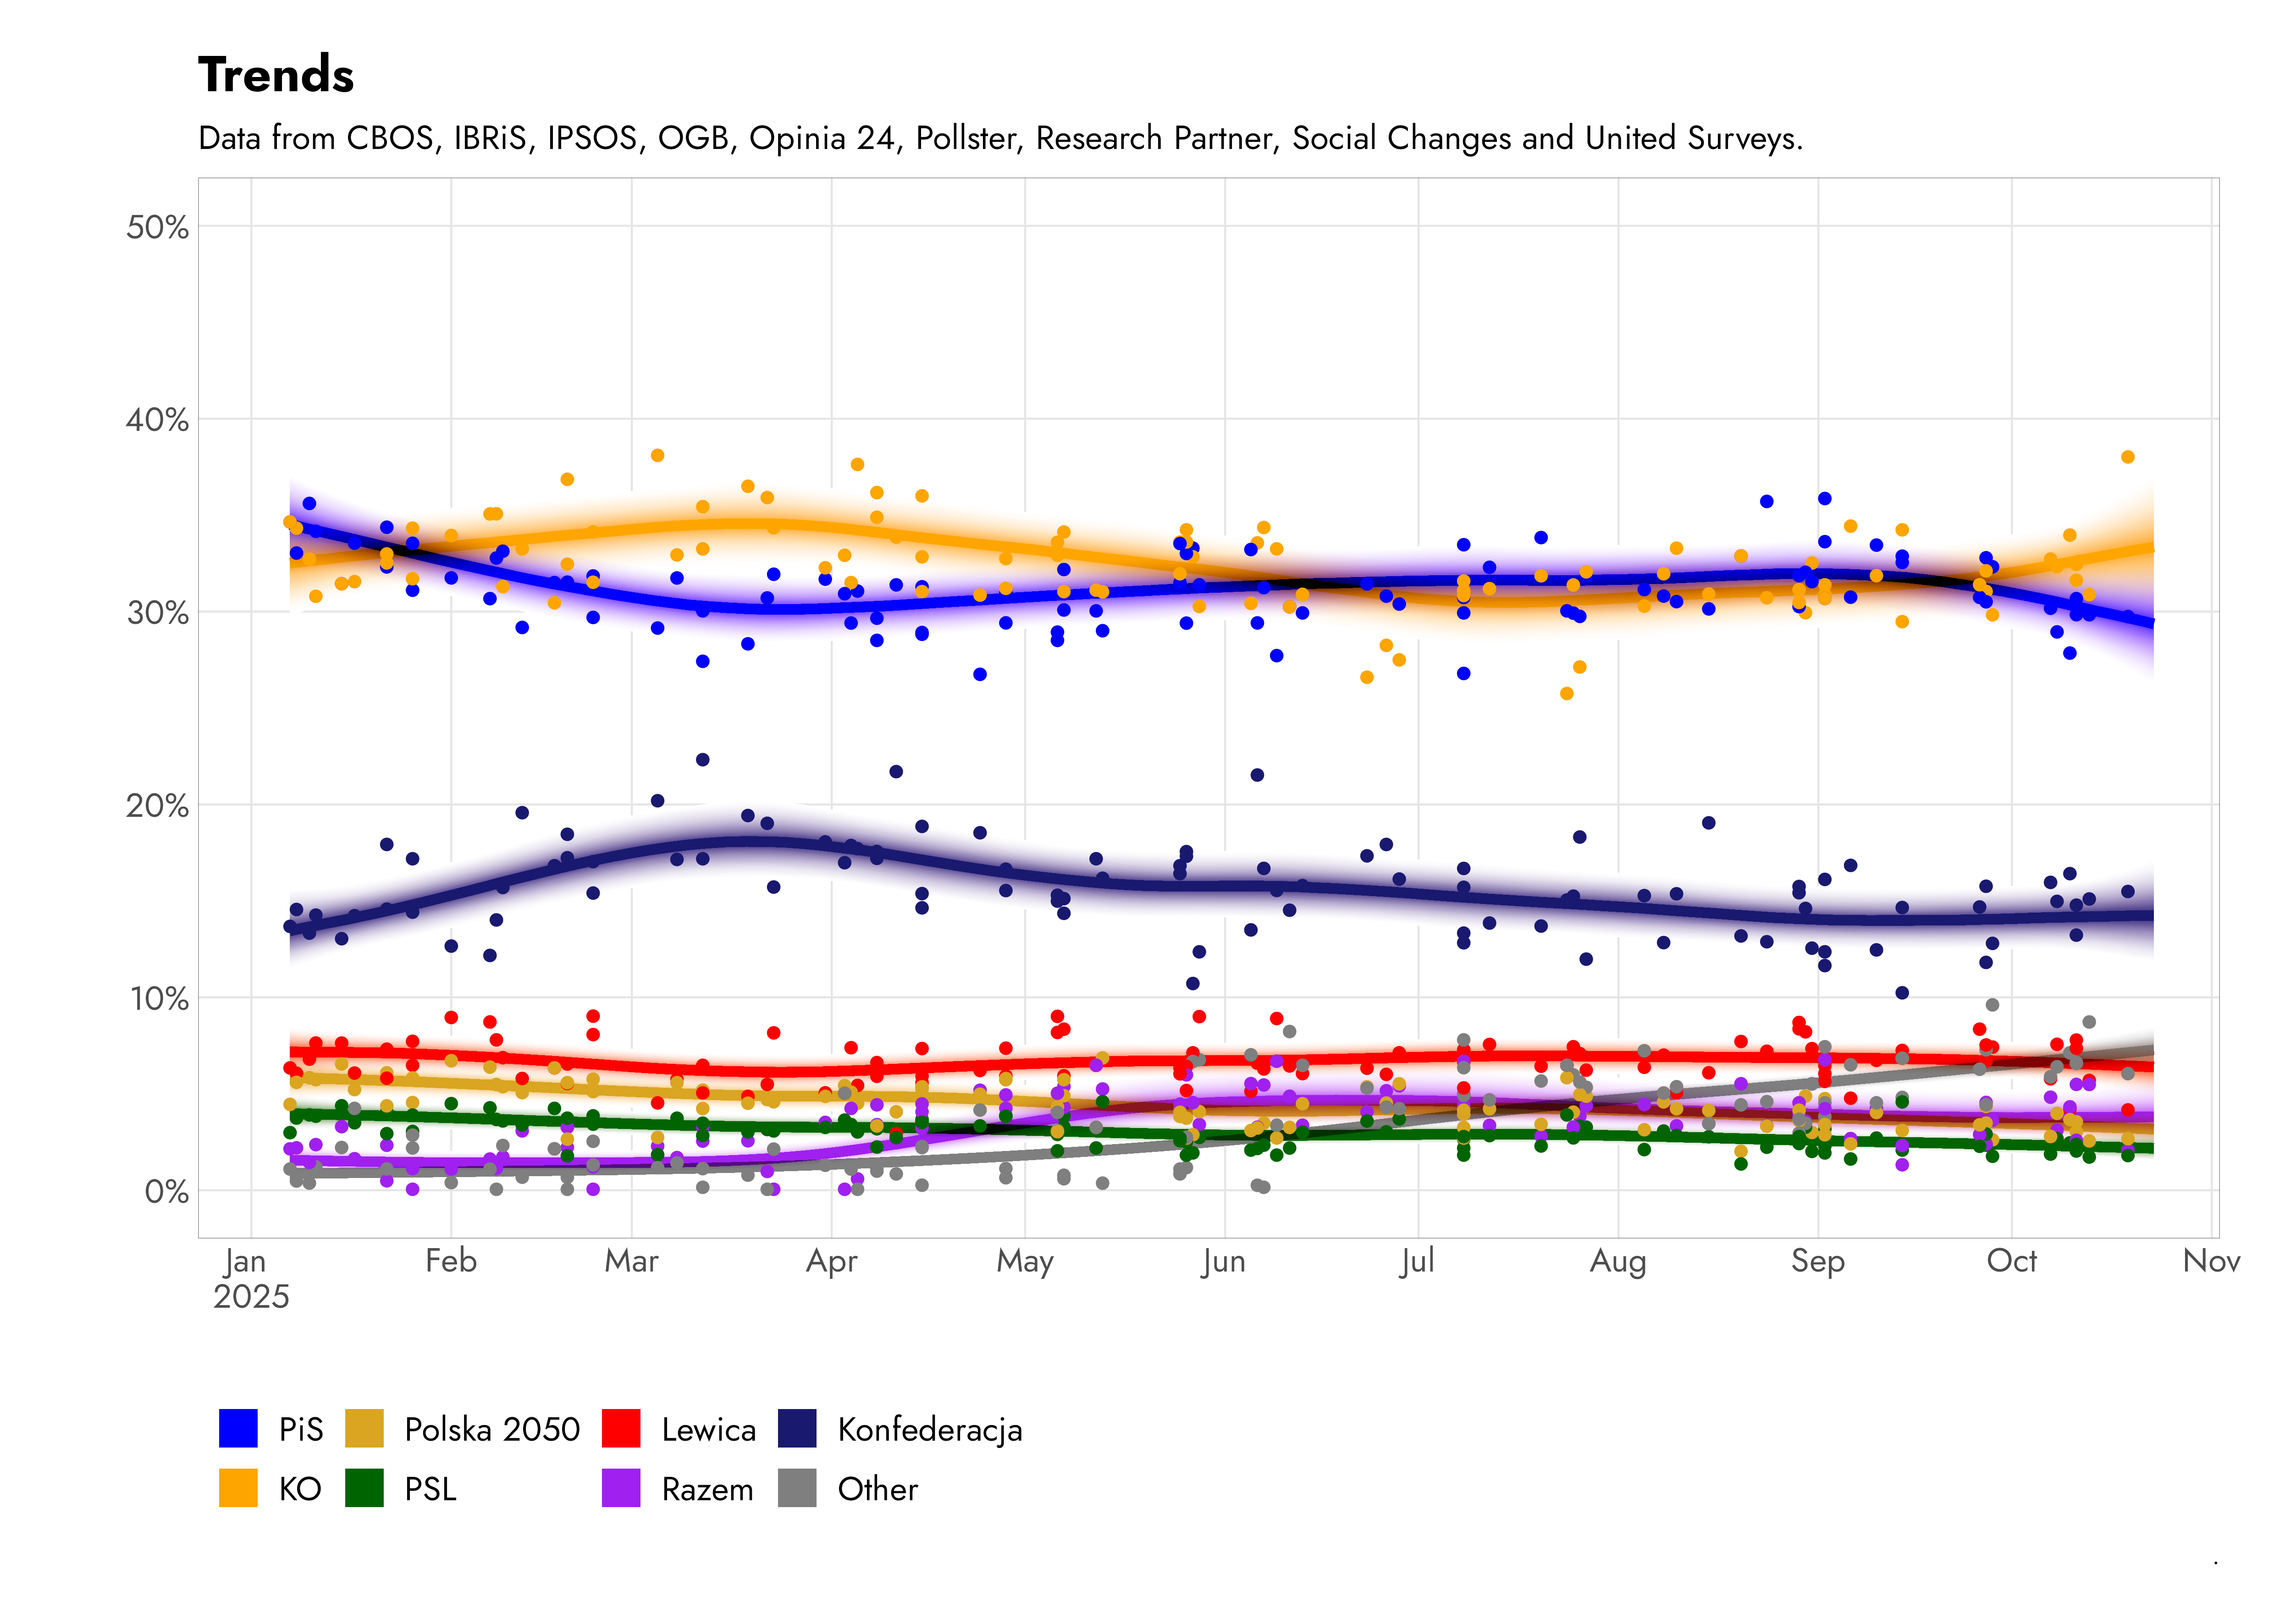 Trends
Data from CBOS, IBRiS, IPSOS, OGB, Opinia 24, Pollster, Research Partner, Social Changes and United Surveys.
50%
40%
30%
20%
10%
0%
Jan Feb Mar Apr May Jun Jul Aug Sep Oct Nov
2025
PiS Polska 2050 Lewica Konfederacja
KO PSL Razem Other
.